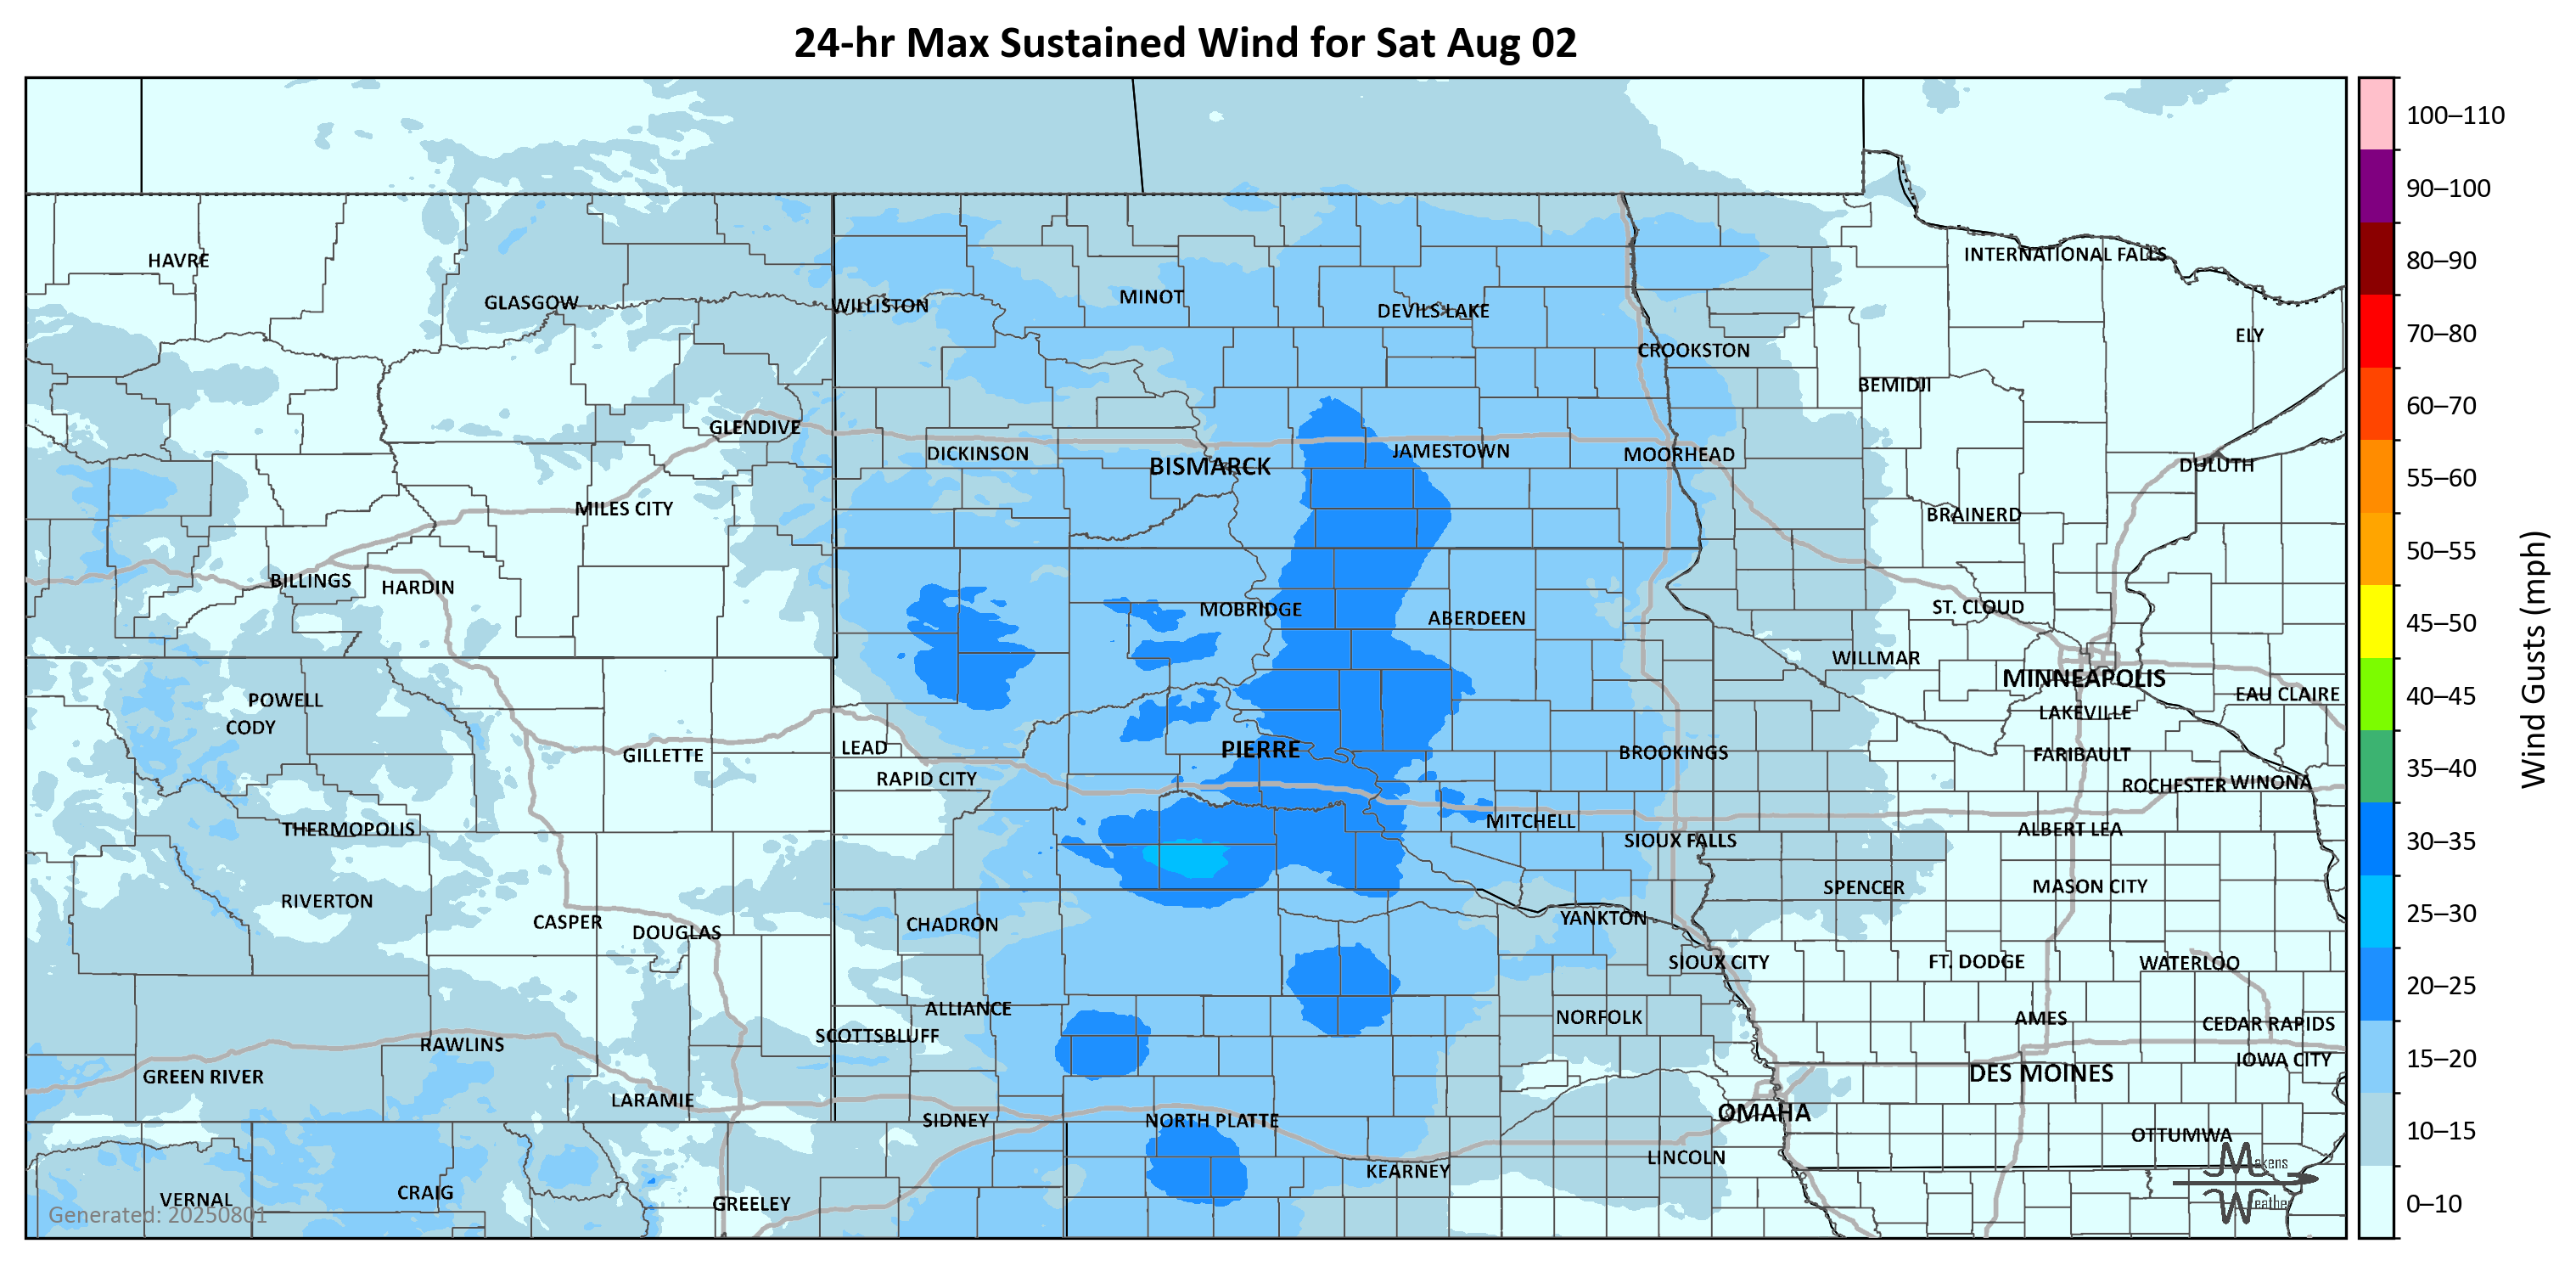 24-hr Max Sustained Wind for Sat Aug 02
100–110
90–100
80–90
70–80
60–70
55–60
50–55
45–50
40–45
35–40
30–35
25–30
20–25
15–20
10–15
0–10
Wind Gusts (mph)
HAVRE
INTERNATIONAL FALLS
GLASGOW
WILLISTON
MINOT
DEVILS LAKE
ELY
CROOKSTON
BEMIDJI
GLENDIVE
DICKINSON
BISMARCK
JAMESTOWN
MOORHEAD
DULUTH
MILES CITY
BRAINERD
BILLINGS
HARDIN
MOBRIDGE
ABERDEEN
ST. CLOUD
WILLMAR
MINNEAPOLIS
POWELL
EAU CLAIRE
CODY
LAKEVILLE
GILLETTE
LEAD
PIERRE
BROOKINGS
FARIBAULT
RAPID CITY
ROCHESTER
WINONA
THERMOPOLIS
MITCHELL
SIOUX FALLS
ALBERT LEA
RIVERTON
SPENCER
MASON CITY
CASPER
DOUGLAS
CHADRON
YANKTON
SIOUX CITY
FT. DODGE
WATERLOO
ALLIANCE
SCOTTSBLUFF
NORFOLK
AMES
CEDAR RAPIDS
RAWLINS
IOWA CITY
GREEN RIVER
DES MOINES
LARAMIE
SIDNEY
NORTH PLATTE
OMAHA
OTTUMWA
KEARNEY
LINCOLN
VERNAL
CRAIG
GREELEY
Generated: 20250801
Makens
Weather